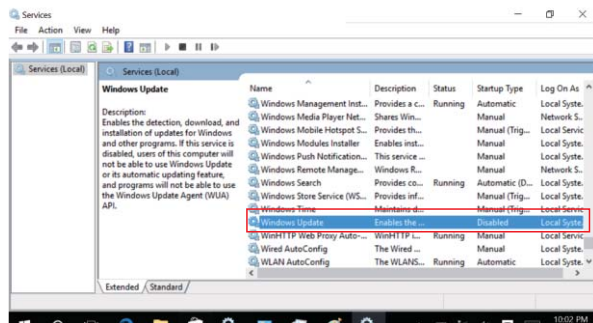 Services
File Action View Help
Services (Local)
Services (Local)
Windows Update
Description:
Enables the detection, download, and
installation of updates for Windows
and other programs. If this service is
disabled, users of this computer will
not be able to use Windows Update
or its automatic updating feature,
and programs will not be able to use
the Windows Update Agent (WUA)
API.
Name Description Status Startup Type Log On As
Windows Management Inst... Provides a c... Running Automatic Local Syste.
Windows Media Player Net... Shares Win... Manual Network S..
Windows Mobile Hotspot S... Provides th... Manual (Trig... Local Servic
Windows Modules Installer Enables inst... Manual Local Syste.
Windows Push Notification... This service ... Manual Local Syste.
Windows Remote Manage... Windows R... Manual Network S..
Windows Search Provides co... Running Automatic (D... Local Syste.
Windows Store Service (WS... Provides inf... Manual (Trig... Local Syste.
Windows Time Maintains d... Manual (Trig... Local Servic
Windows Update Enables the ... Disabled Local Syste.
WinHTTP Web Proxy Auto-... WinHTTP i... Running Manual Local Servic
Wired AutoConfig The Wired ... Manual Local Syste.
WLAN AutoConfig The WLANS... Running Automatic Local Syste.
Extended Standard
10:02 PM